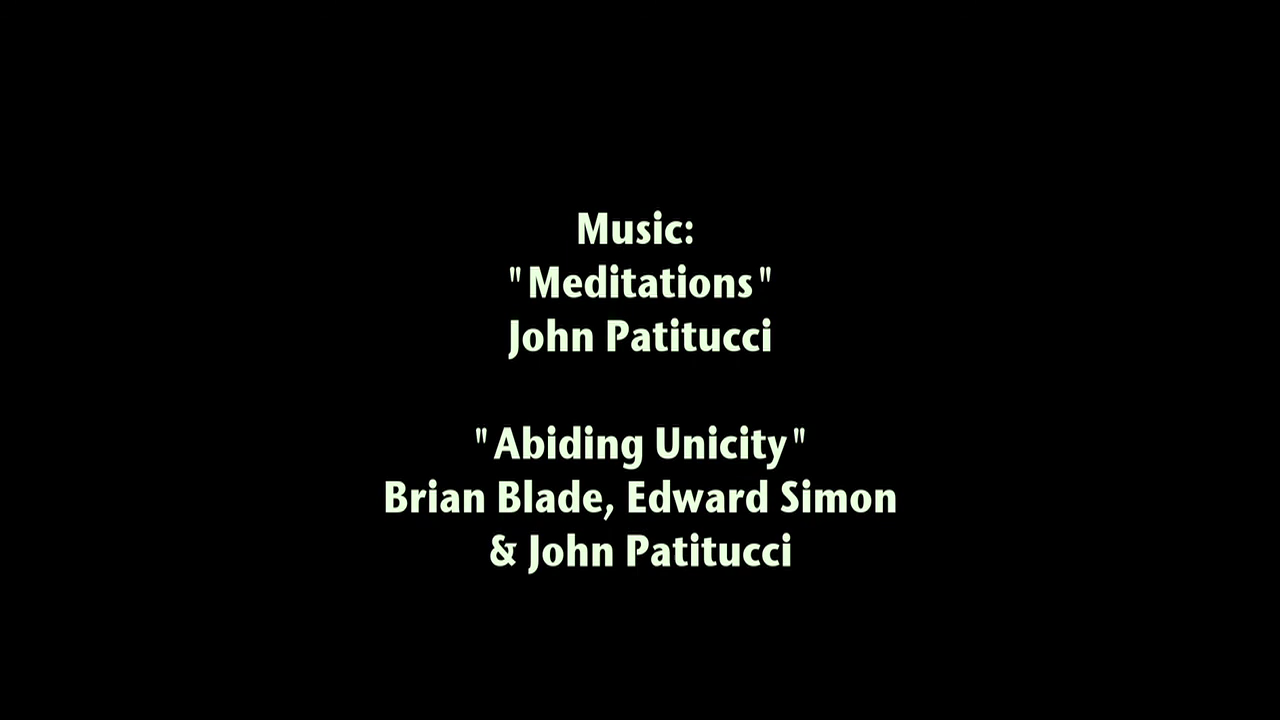 Music:
"Meditations"
John Patitucci
"Abiding Unicity"
Brian Blade, Edward Simon
& John Patitucci